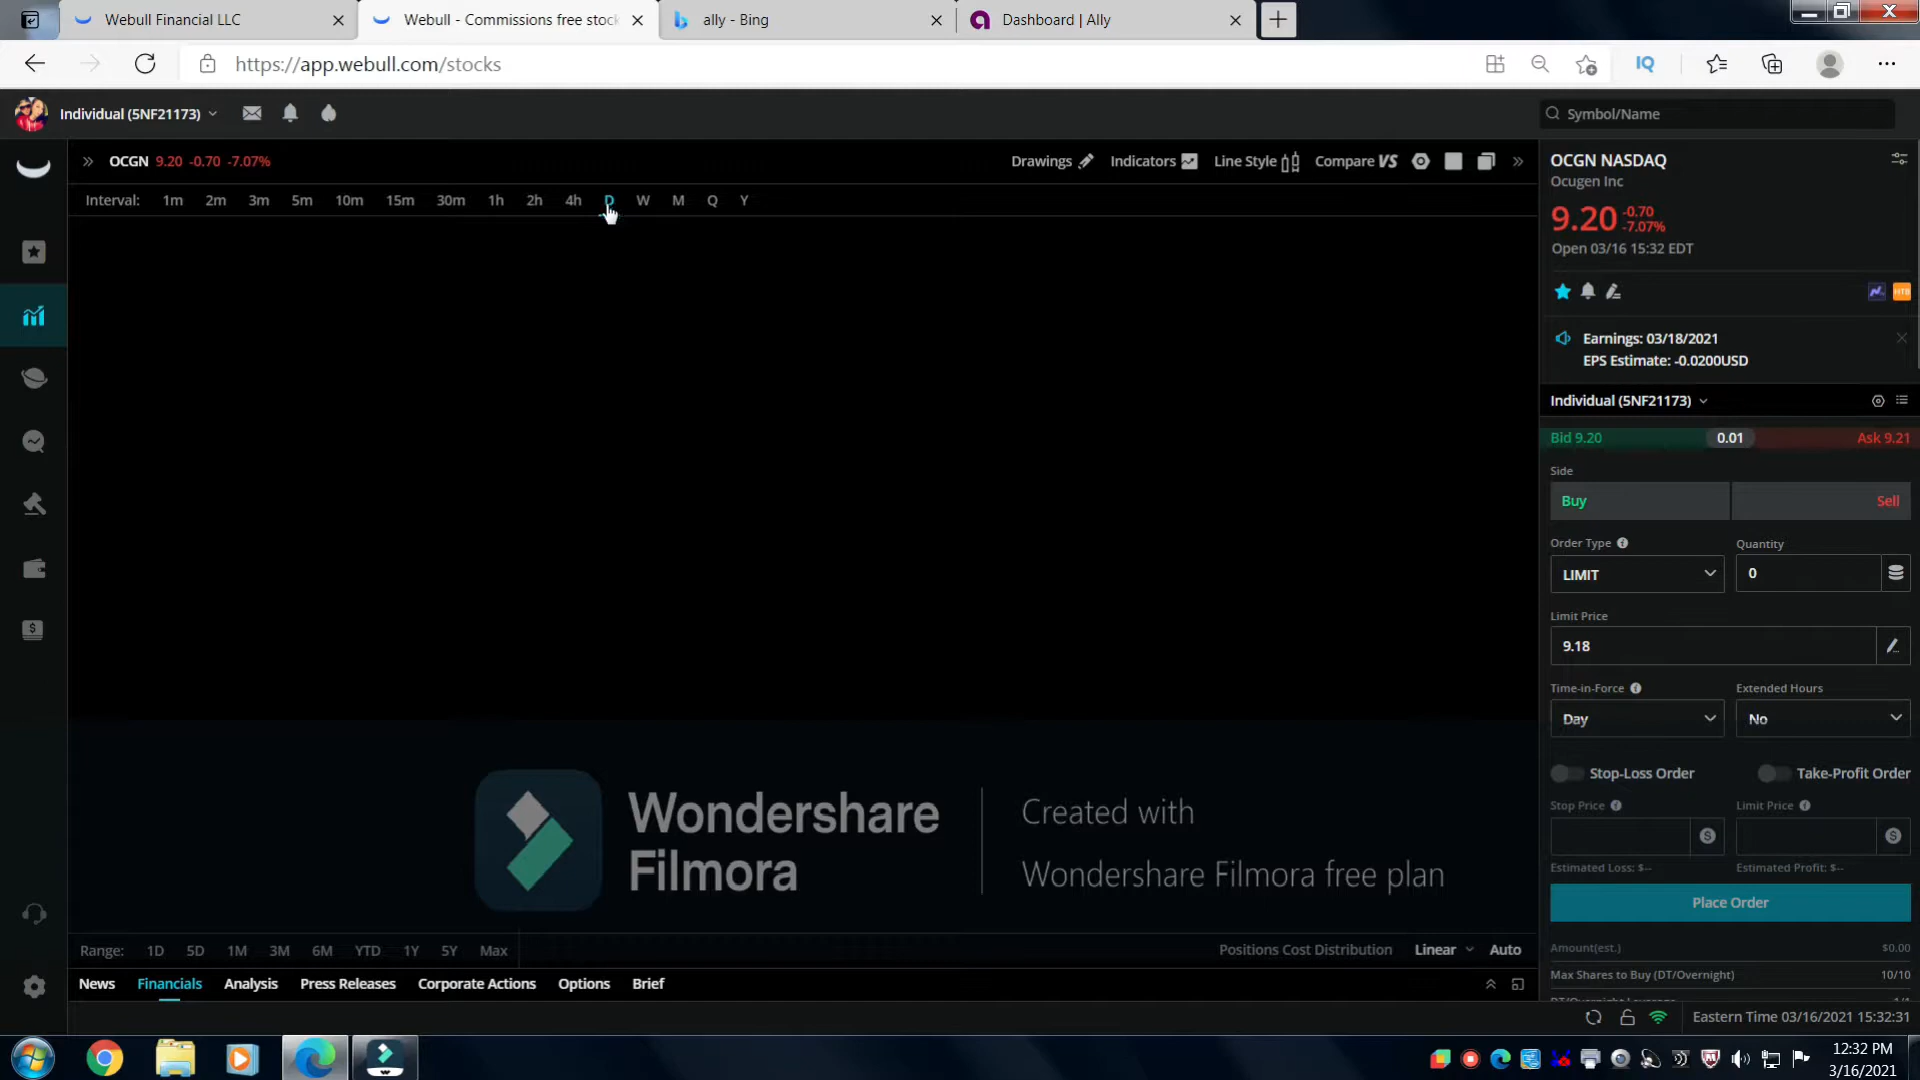 Webull Financial LLC
Webull - Commissions free stock
ally - Bing
Dashboard | Ally
https://app.webull.com/stocks
IQ
Individual (5NF21173)
Symbol/Name
OCGN 9.20 -0.70 -7.07%
Drawings
Indicators
Line Style
Compare VS
Interval: 1m 2m 3m 5m 10m 15m 30m 1h 2h 4h D W M Q Y
OCGN NASDAQ
Ocugen Inc
9.20 -0.70
-7.07%
Open 03/16 15:32 EDT
Earnings: 03/18/2021
EPS Estimate: -0.0200USD
Individual (5NF21173)
Bid 9.20 0.01 Ask 9.21
Side
Buy Sell
Order Type Quantity
LIMIT 0
Limit Price
9.18
Time-in-Force Extended Hours
Day No
Stop-Loss Order Take-Profit Order
Stop Price Limit Price
Estimated Loss: $-- Estimated Profit: $--
Place Order
Amount(est.) $0.00
Max Shares to Buy (DT/Overnight) 10/10
Wondershare
Filmora
Created with
Wondershare Filmora free plan
Range: 1D 5D 1M 3M 6M YTD 1Y 5Y Max
Positions Cost Distribution Linear Auto
News Financials Analysis Press Releases Corporate Actions Options Brief
Eastern Time 03/16/2021 15:32:31
12:32 PM
3/16/2021